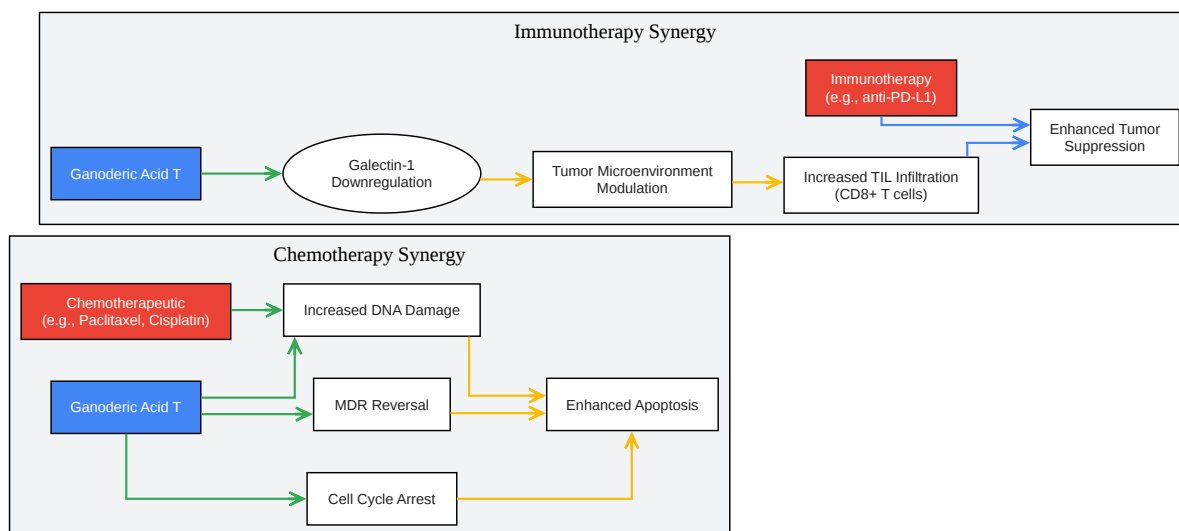 Immunotherapy Synergy
Immunotherapy
(e.g., anti-PD-L1)
Enhanced Tumor
Suppression
Ganoderic Acid T
Galectin-1
Downregulation
Tumor Microenvironment
Modulation
Increased TIL Infiltration
(CD8+ T cells)
Chemotherapy Synergy
Chemotherapeutic
(e.g., Paclitaxel, Cisplatin)
Increased DNA Damage
Ganoderic Acid T
MDR Reversal
Enhanced Apoptosis
Cell Cycle Arrest